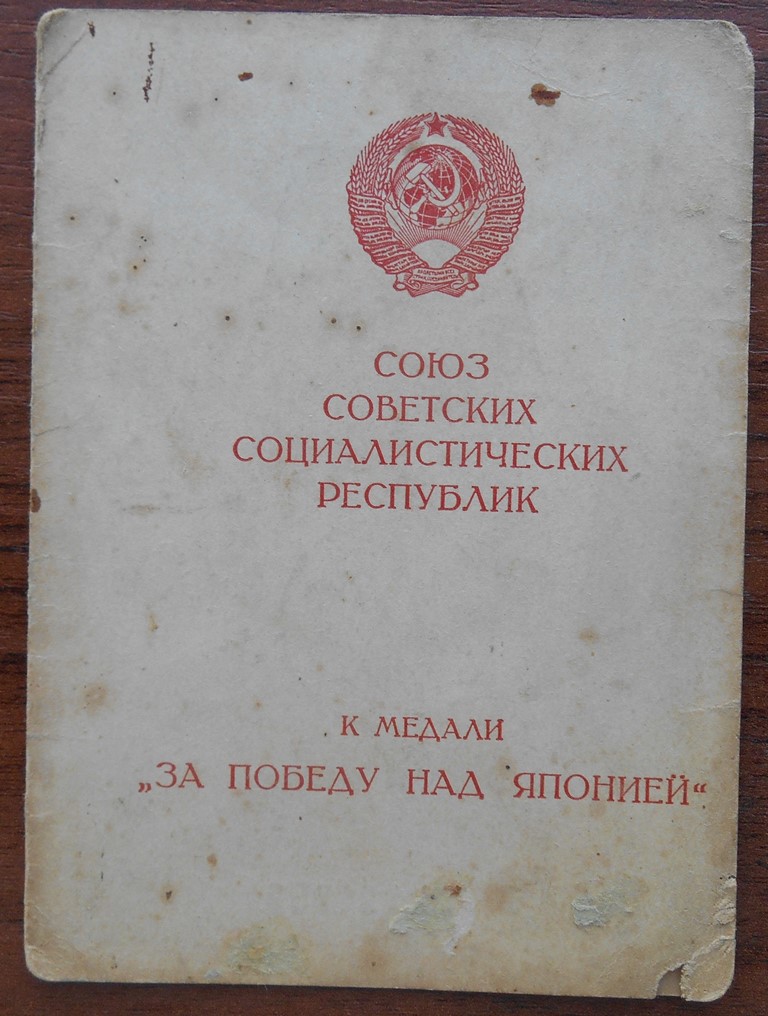 СОЮЗ
СОВЕТСКИХ
СОЦИАЛИСТИЧЕСКИХ
РЕСПУБЛИК
К МЕДАЛИ
„ЗА ПОБЕДУ НАД ЯПОНИЕЙ“